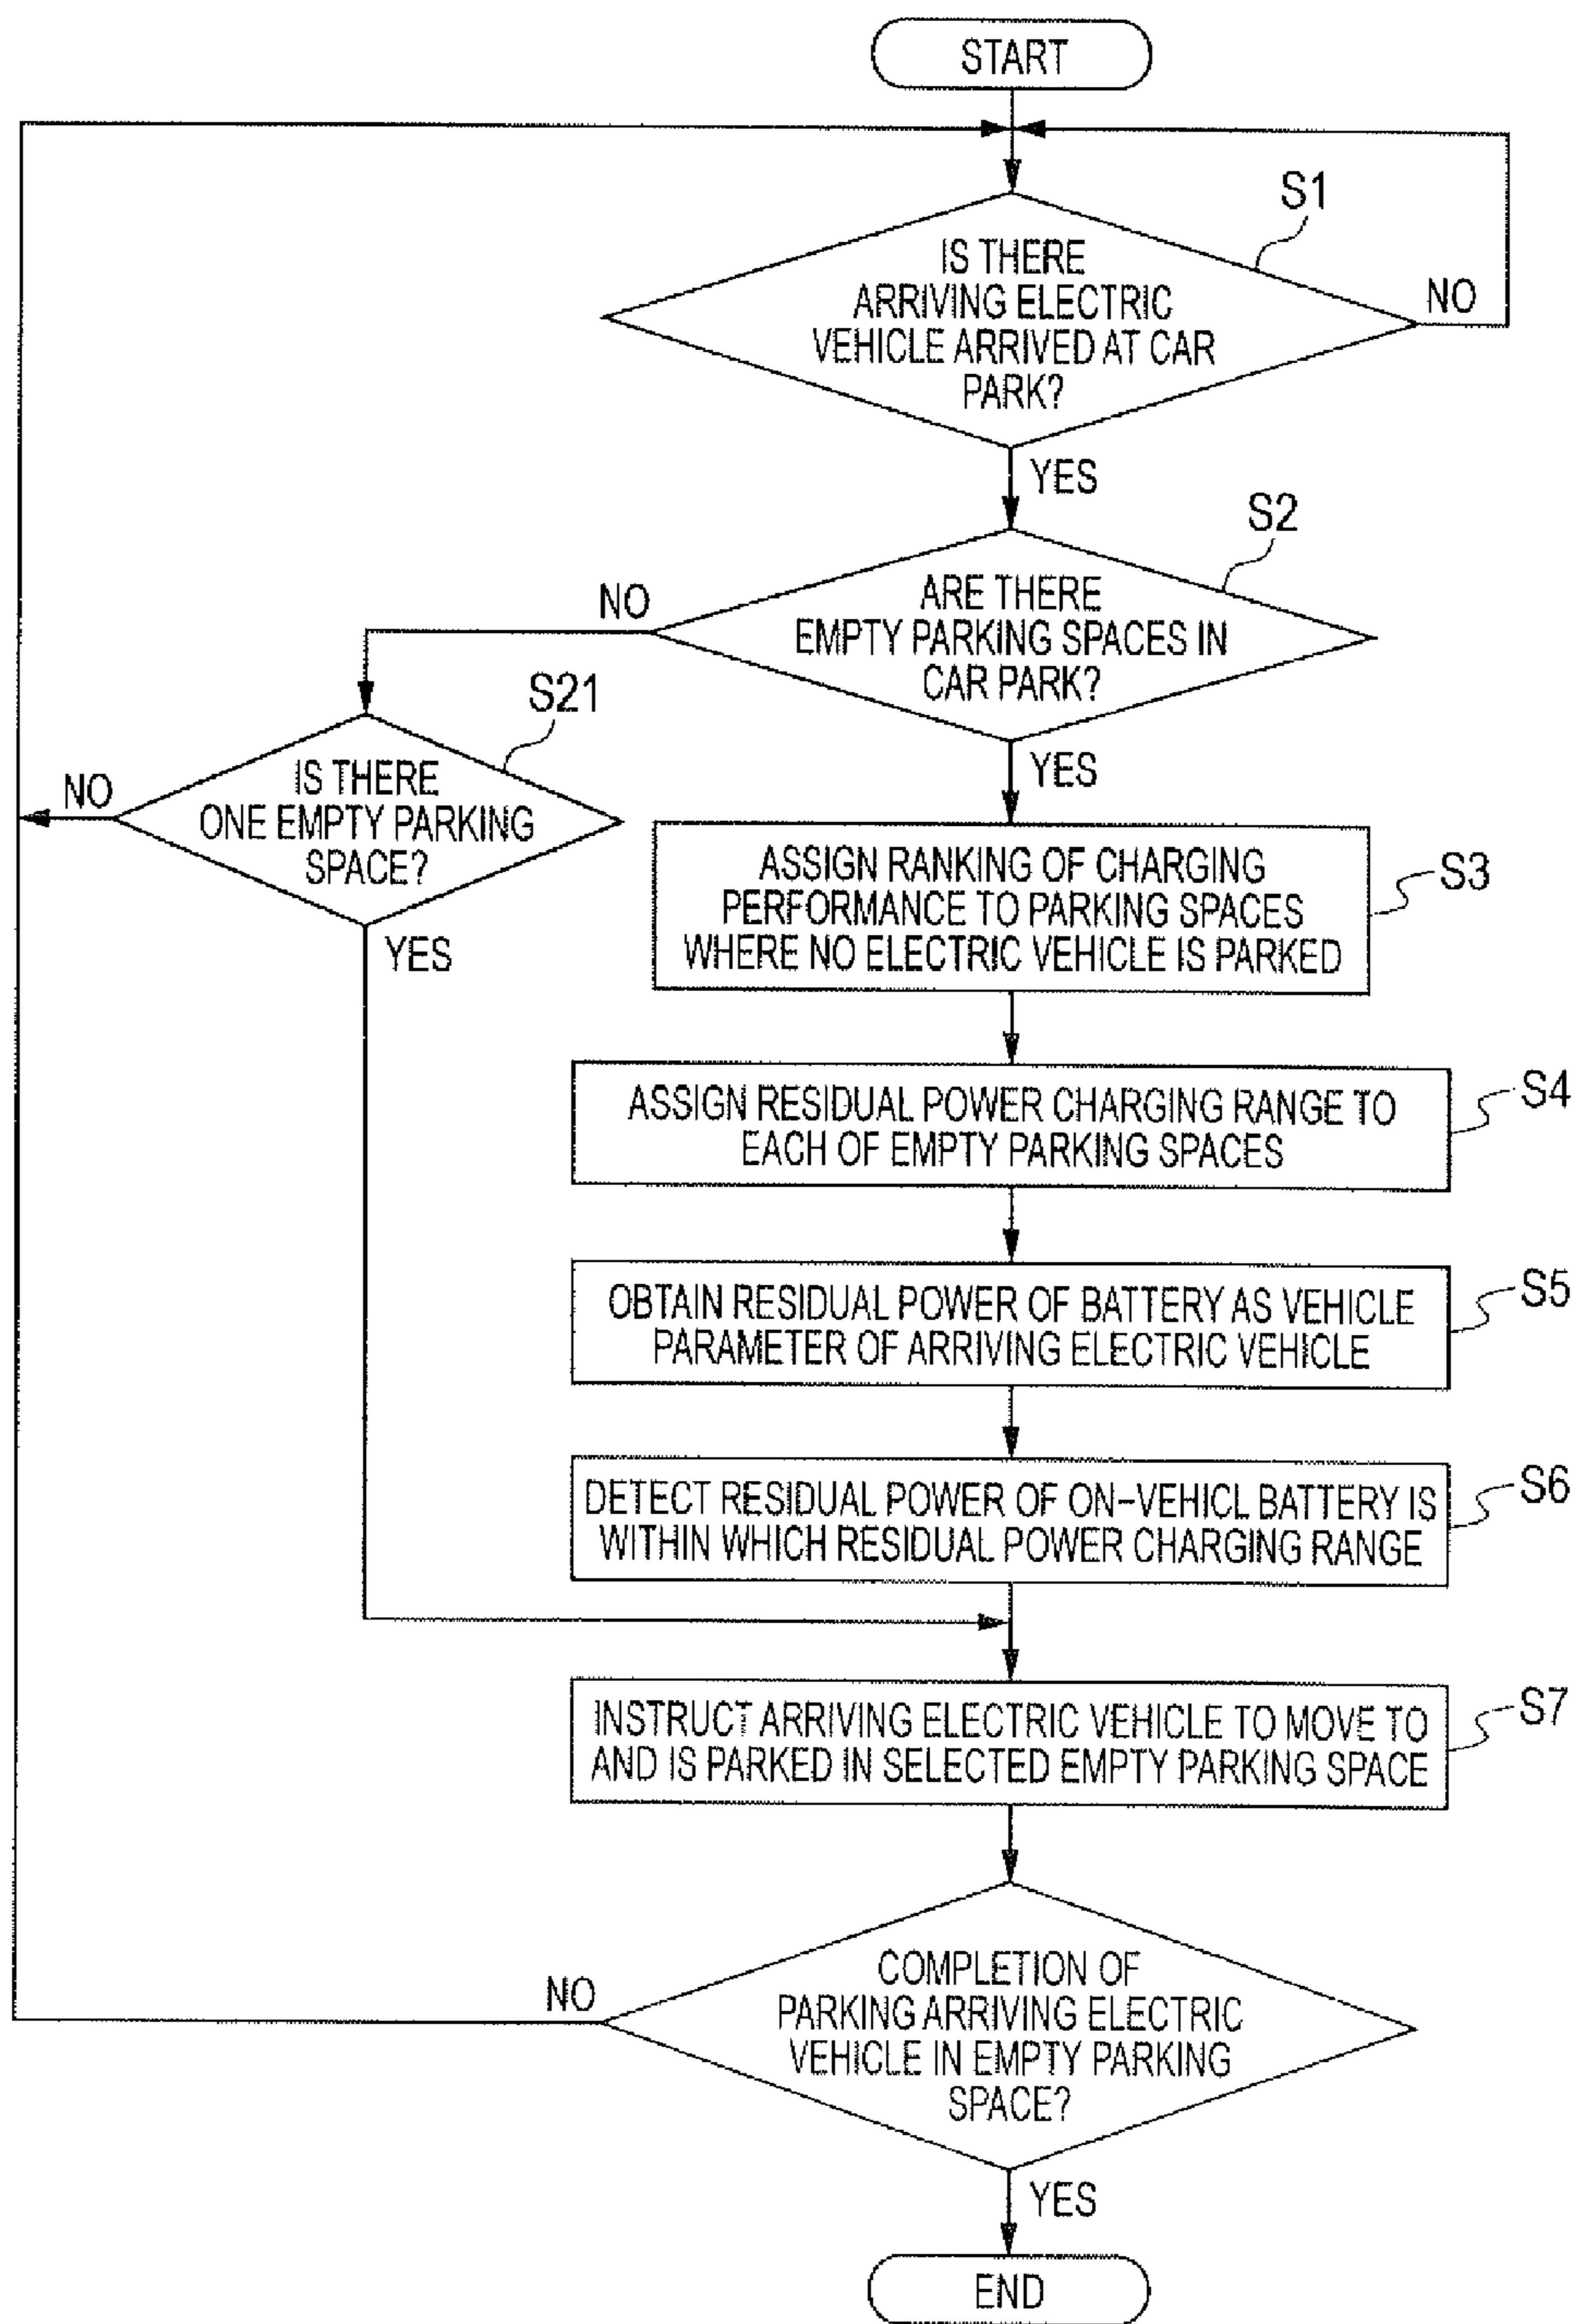 START
S1
IS THERE
ARRIVING ELECTRIC
VEHICLE ARRIVED AT CAR
PARK?
NO
YES
S2
ARE THERE
EMPTY PARKING SPACES IN
CAR PARK?
NO
YES
S21
IS THERE
ONE EMPTY PARKING
SPACE?
NO
YES
ASSIGN RANKING OF CHARGING
PERFORMANCE TO PARKING SPACES
WHERE NO ELECTRIC VEHICLE IS PARKED
S3
ASSIGN RESIDUAL POWER CHARGING RANGE TO
EACH OF EMPTY PARKING SPACES
S4
OBTAIN RESIDUAL POWER OF BATTERY AS VEHICLE
PARAMETER OF ARRIVING ELECTRIC VEHICLE
S5
DETECT RESIDUAL POWER OF ON-VEHICL BATTERY IS
WITHIN WHICH RESIDUAL POWER CHARGING RANGE
S6
INSTRUCT ARRIVING ELECTRIC VEHICLE TO MOVE TO
AND IS PARKED IN SELECTED EMPTY PARKING SPACE
S7
COMPLETION OF
PARKING ARRIVING ELECTRIC
VEHICLE IN EMPTY PARKING
SPACE?
NO
YES
END